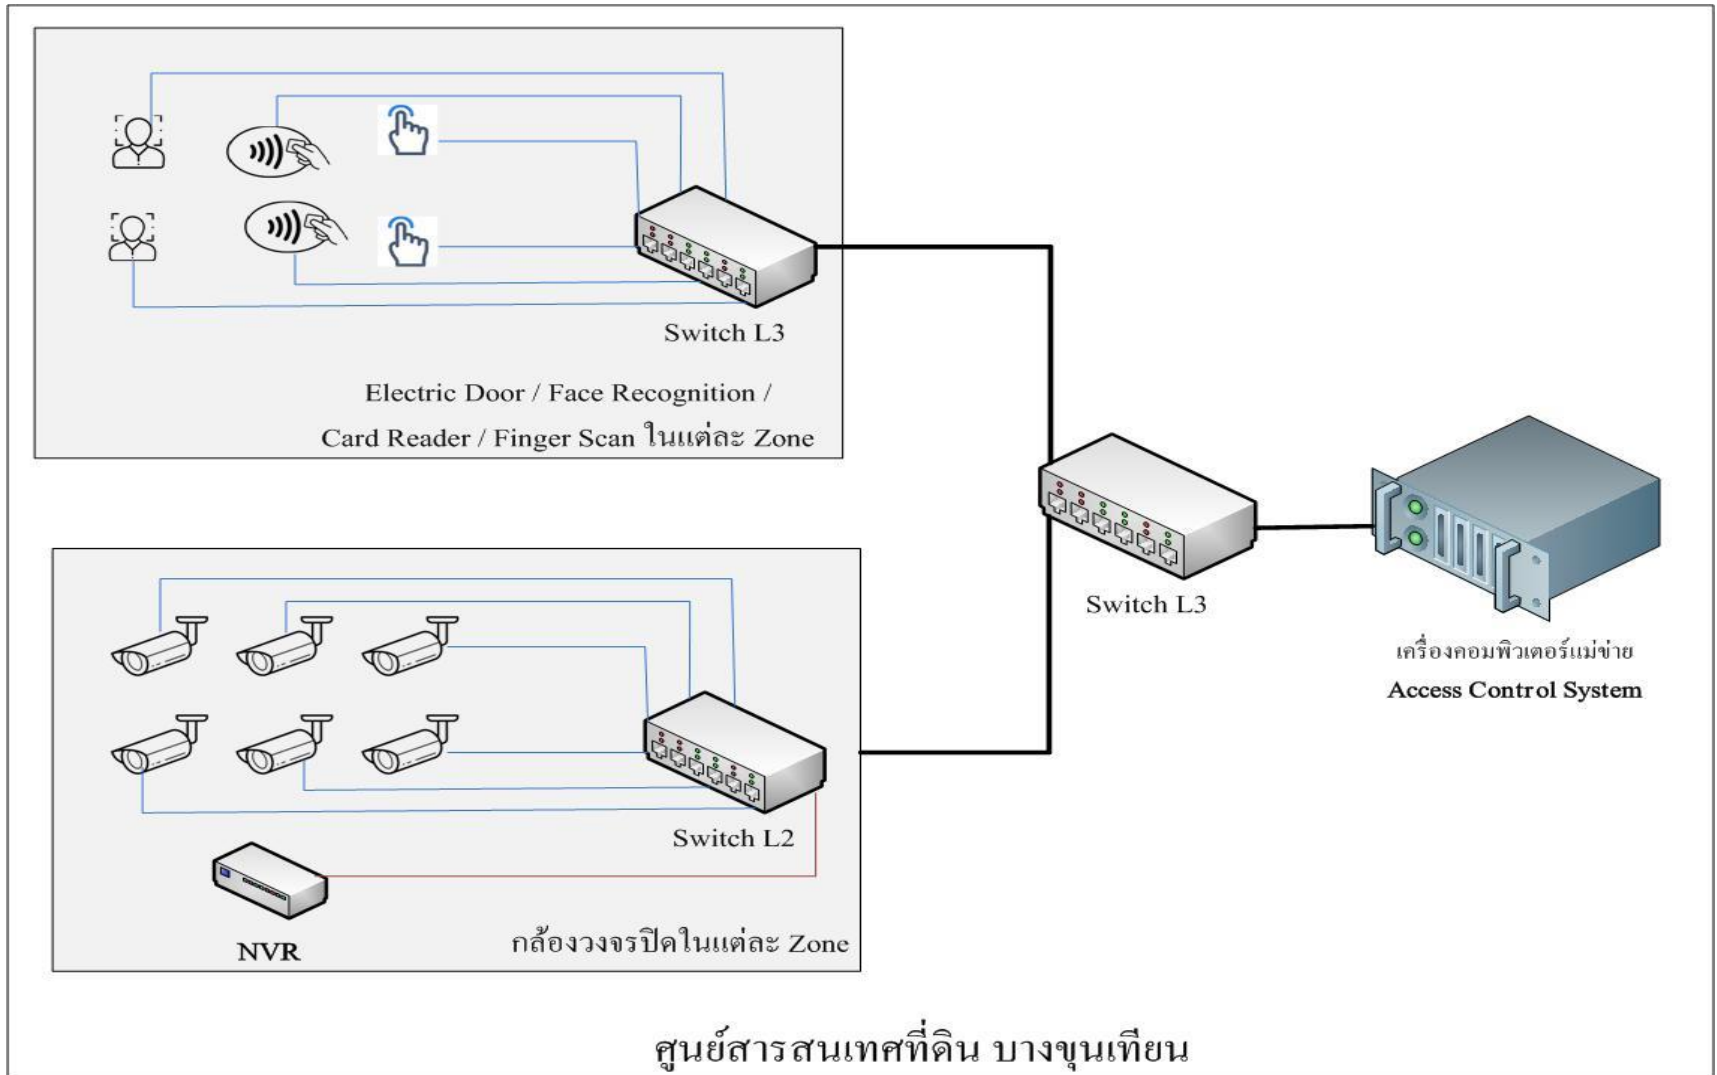 Switch L3
Electric Door / Face Recognition /
Card Reader / Finger Scan ในแต่ละ Zone
Switch L3
เครื่องคอมพิวเตอร์แม่ข่าย
Access Control System
Switch L2
NVR
กล้องวงจรปิดในแต่ละ Zone
ศูนย์สารสนเทศที่ดิน บางขุนเทียน